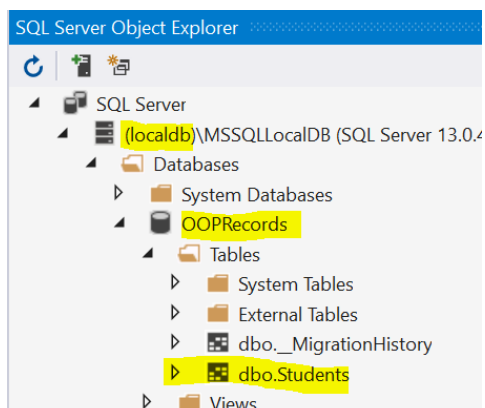 SQL Server Object Explorer
SQL Server
(localdb)\MSSQLLocalDB (SQL Server 13.0.4
Databases
System Databases
OOPRecords
Tables
System Tables
External Tables
dbo.__MigrationHistory
dbo.Students
Views